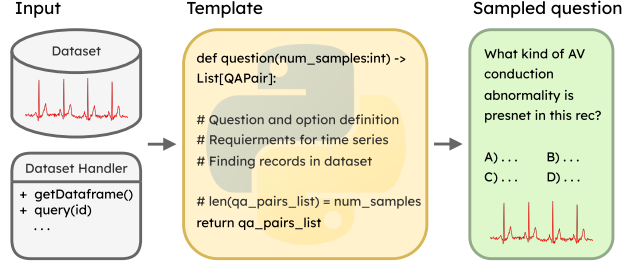 Input
Template
Sampled question
Dataset
Dataset Handler
+ getDataframe()
+ query(id)
...
def question(num_samples:int) ->
List[QAPair]:
# Question and option definition
# Requierments for time series
# Finding records in dataset
# len(qa_pairs_list) = num_samples
return qa_pairs_list
What kind of AV
conduction
abnormality is
presnet in this rec?
A) . . . B) . . .
C) . . . D) . . .